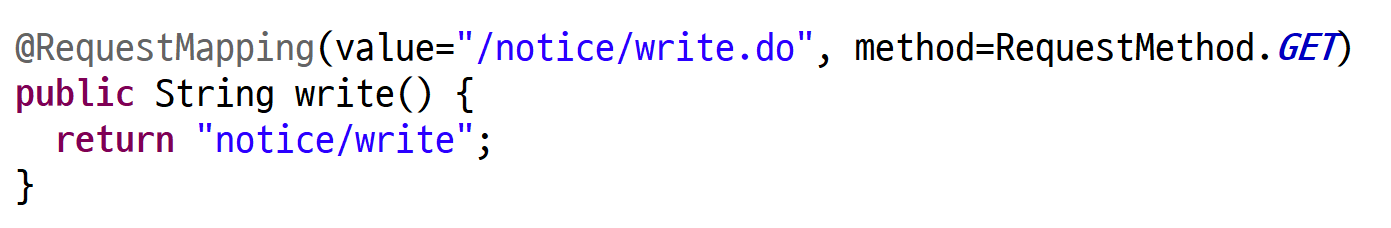 @RequestMapping(value="/notice/write.do", method=RequestMethod.GET)
public String write() {
  return "notice/write";
}